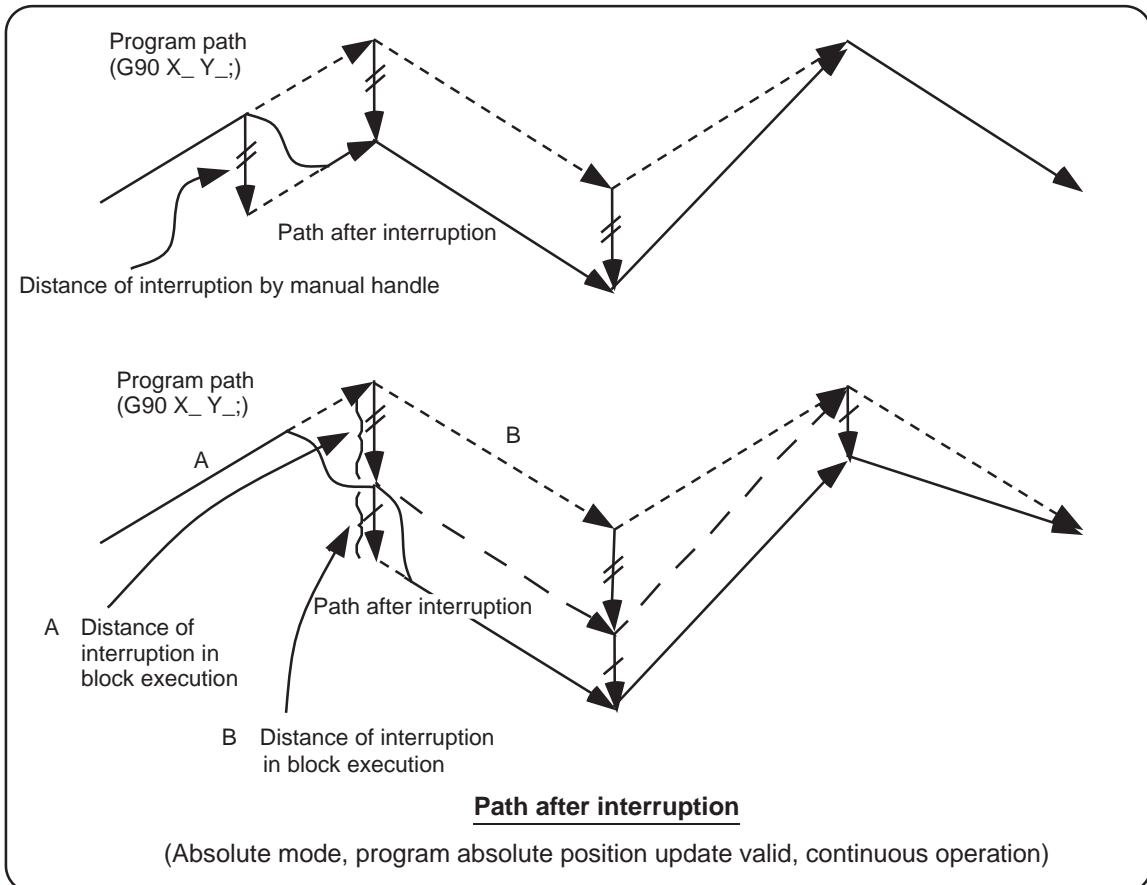 Program path
(G90 X_ Y_;)
Path after interruption
Distance of interruption by manual handle
Program path
(G90 X_ Y_;)
A
B
Path after interruption
A Distance of
interruption in
block execution
B Distance of interruption
in block execution
Path after interruption
(Absolute mode, program absolute position update valid, continuous operation)